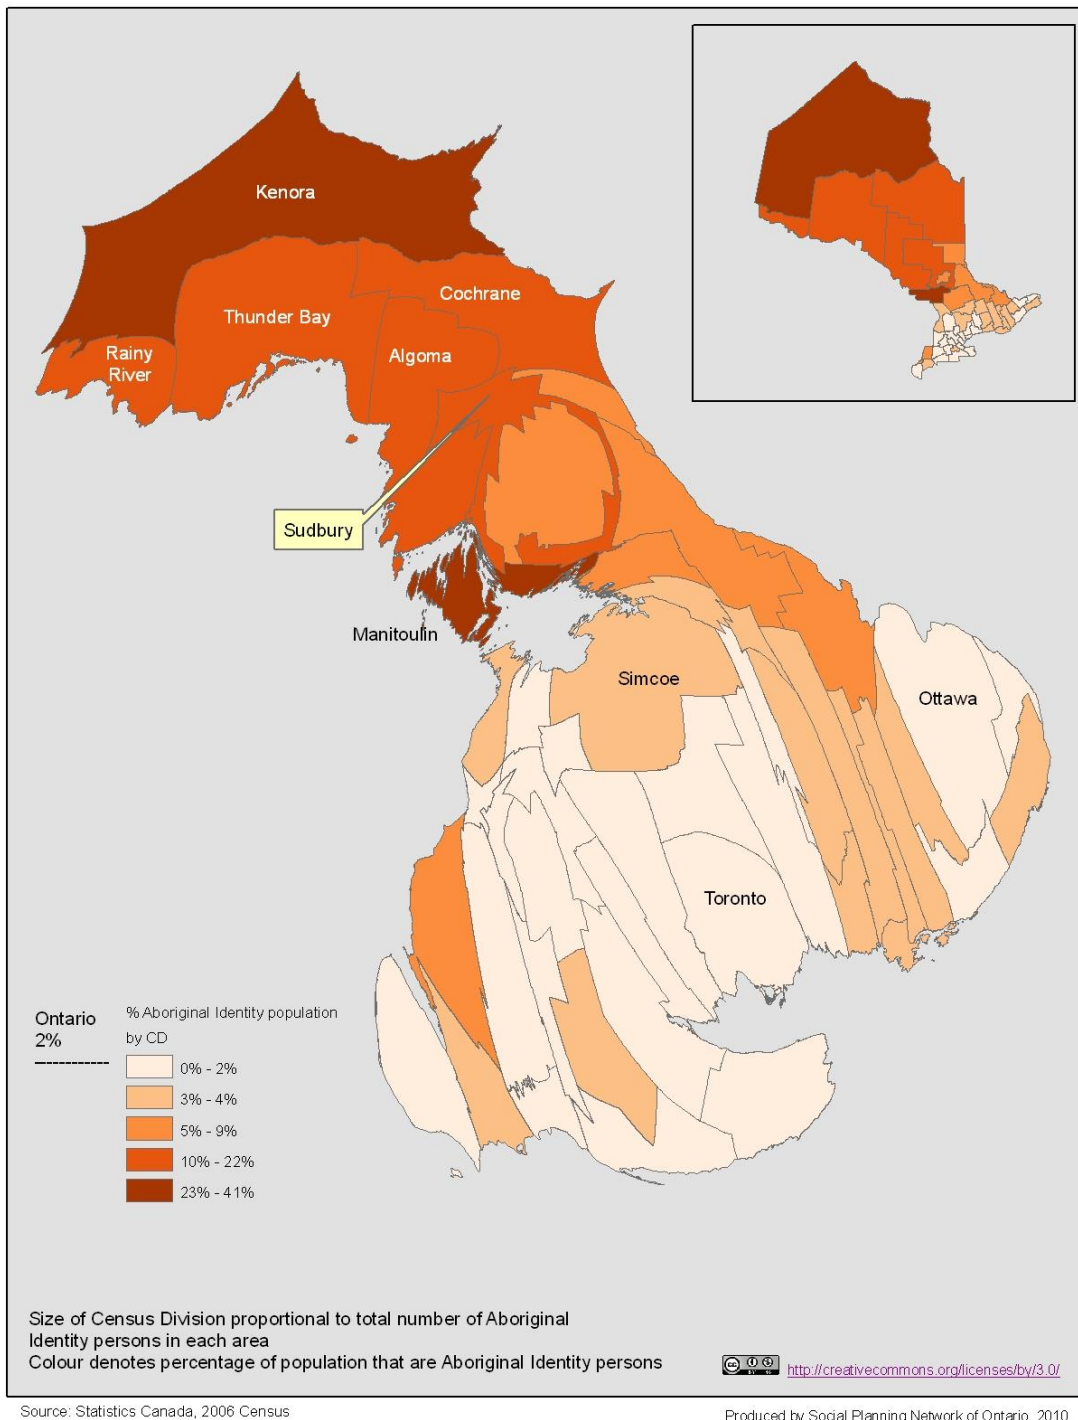 Kenora
Cochrane
Thunder Bay
Algoma
Rainy
River
Sudbury
Manitoulin
Simcoe
Ottawa
Toronto
Ontario
2%
% Aboriginal Identity population
by CD
0% - 2%
3% - 4%
5% - 9%
10% - 22%
23% - 41%
Size of Census Division proportional to total number of Aboriginal
Identity persons in each area
Colour denotes percentage of population that are Aboriginal Identity persons
http://creativecommons.org/licenses/by/3.0/
Source: Statistics Canada, 2006 Census
Produced by Social Planning Network of Ontario, 2010